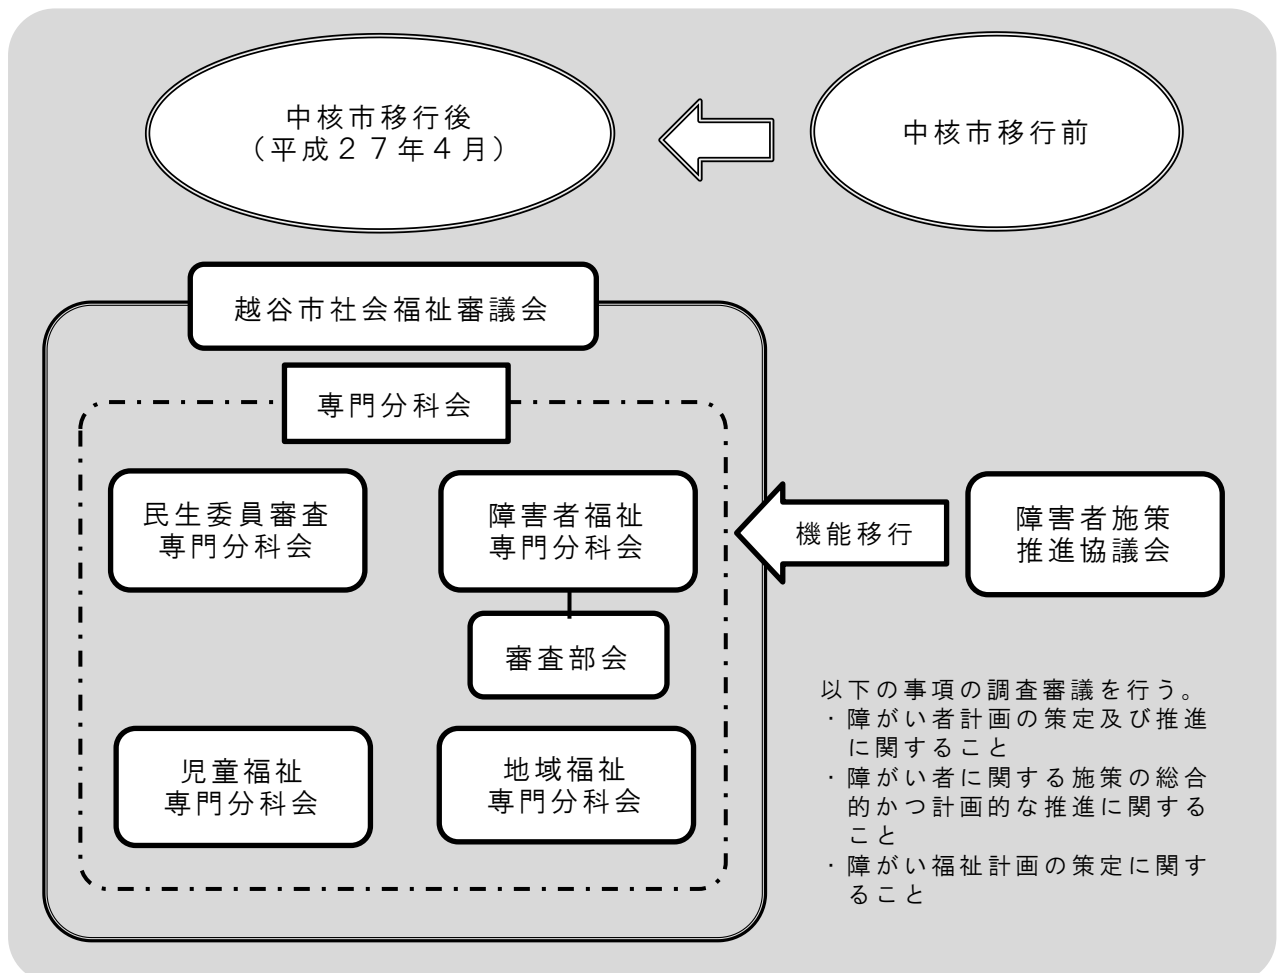 中核市移行後
（平成２７年４月）
中核市移行前
越谷市社会福祉審議会
専門分科会
民生委員審査
専門分科会
障害者福祉
専門分科会
機能移行
障害者施策
推進協議会
審査部会
児童福祉
専門分科会
地域福祉
専門分科会
以下の事項の調査審議を行う。
・障がい者計画の策定及び推進
に関すること
・障がい者に関する施策の総合
的かつ計画的な推進に関する
こと
・障がい福祉計画の策定に関す
ること